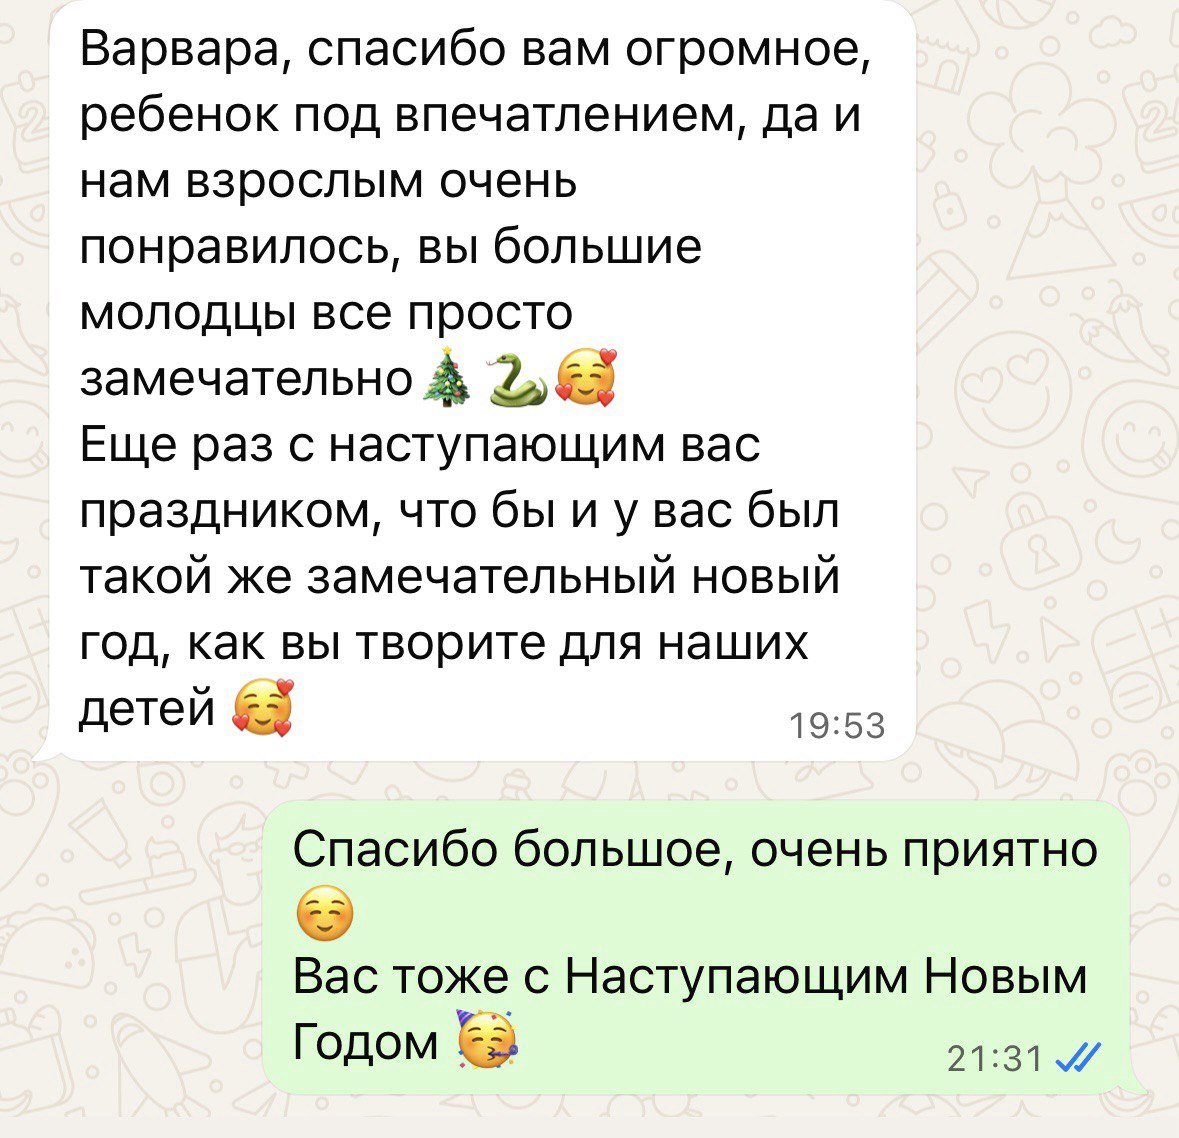 Варвара, спасибо вам огромное,
ребенок под впечатлением, да и
нам взрослым очень
понравилось, вы большие
молодцы все просто
замечательно🎄🐍🥰
Еще раз с наступающим вас
праздником, что бы и у вас был
такой же замечательный новый
год, как вы творите для наших
детей 🥰
19:53
Спасибо большое, очень приятно
☺️
Вас тоже с Наступающим Новым
Годом 🥳
21:31